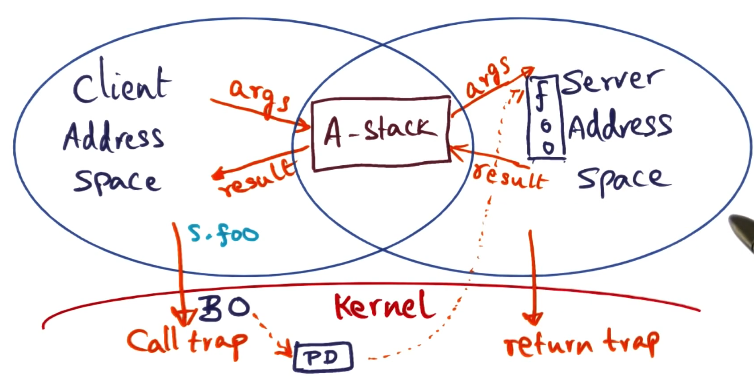 Client
Address
Space
args
result
A-stack
args
result
foo
Server
Address
Space
s.foo
BO
Kernel
Call trap
PD
return trap